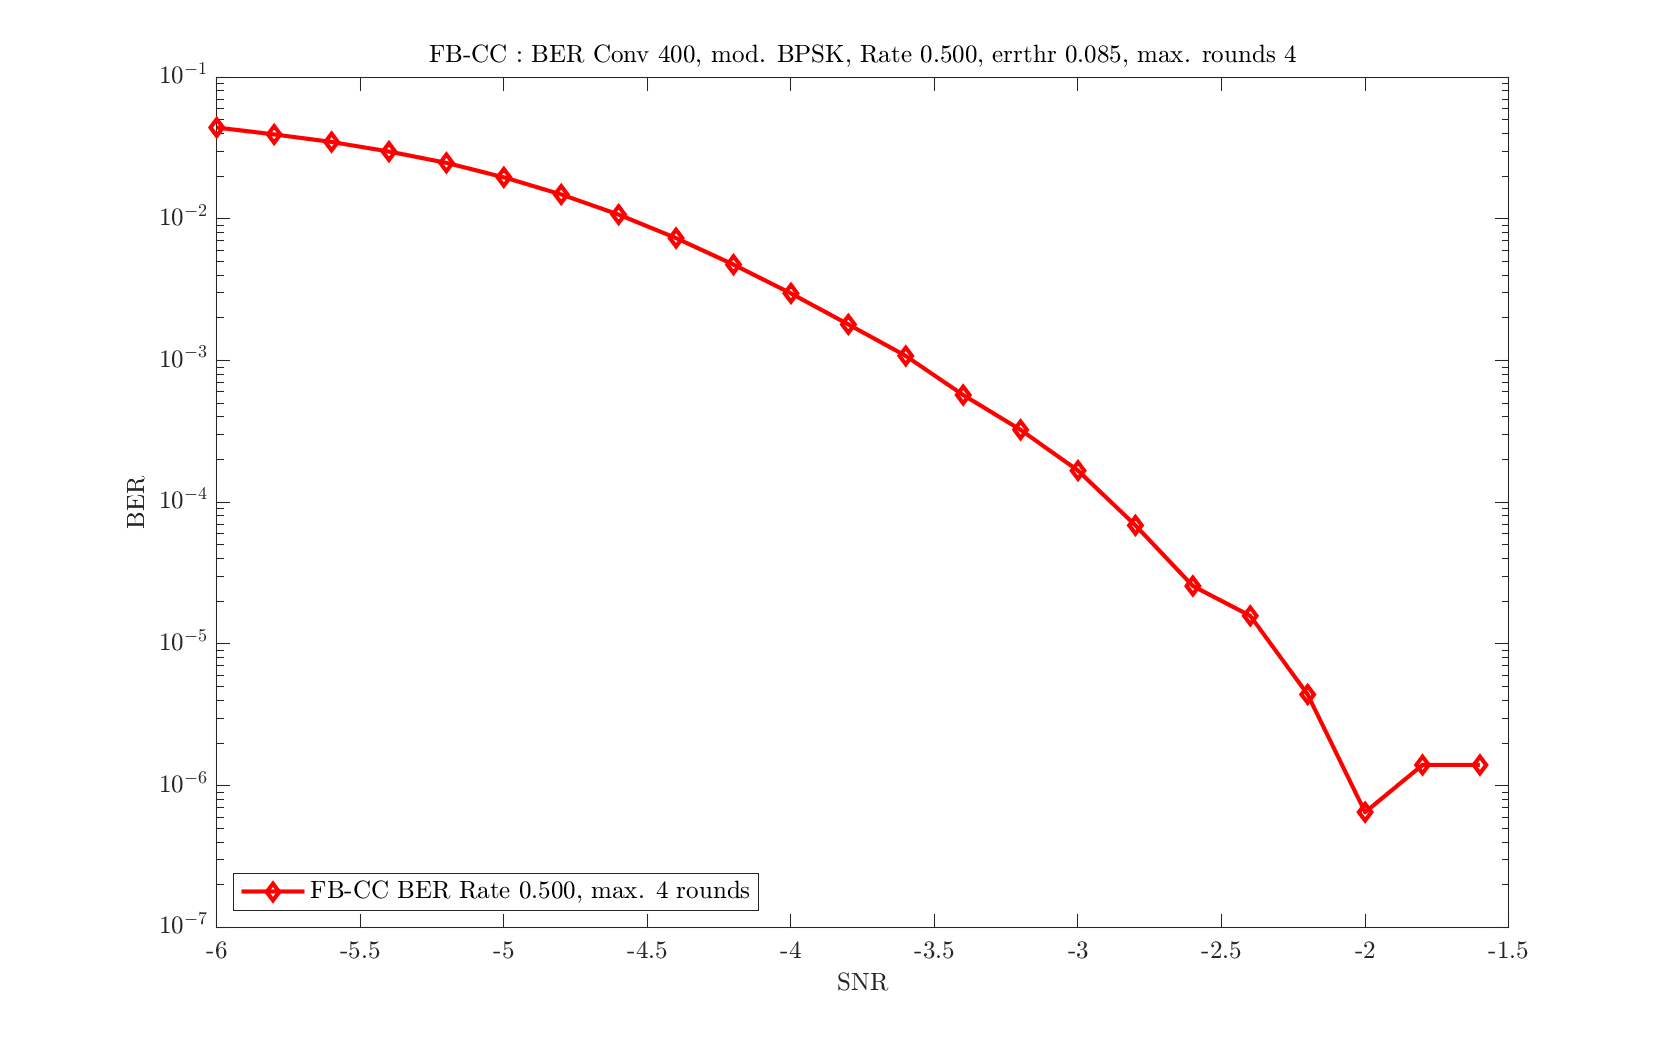 FB-CC : BER Conv 400, mod. BPSK, Rate 0.500, errthr 0.085, max. rounds 4
10⁻¹
10⁻²
10⁻³
10⁻⁴
10⁻⁵
10⁻⁶
10⁻⁷
BER
FB-CC BER Rate 0.500, max. 4 rounds
-6 -5.5 -5 -4.5 -4 -3.5 -3 -2.5 -2 -1.5
SNR